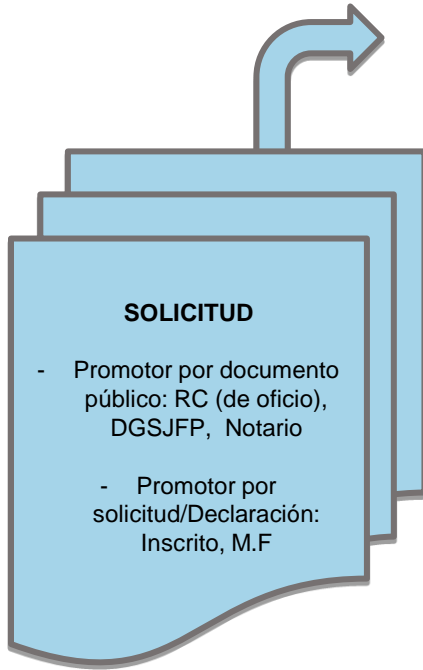 SOLICITUD
- Promotor por documento
público: RC (de oficio),
DGSJFP, Notario
- Promotor por
solicitud/Declaración:
Inscrito, M.F